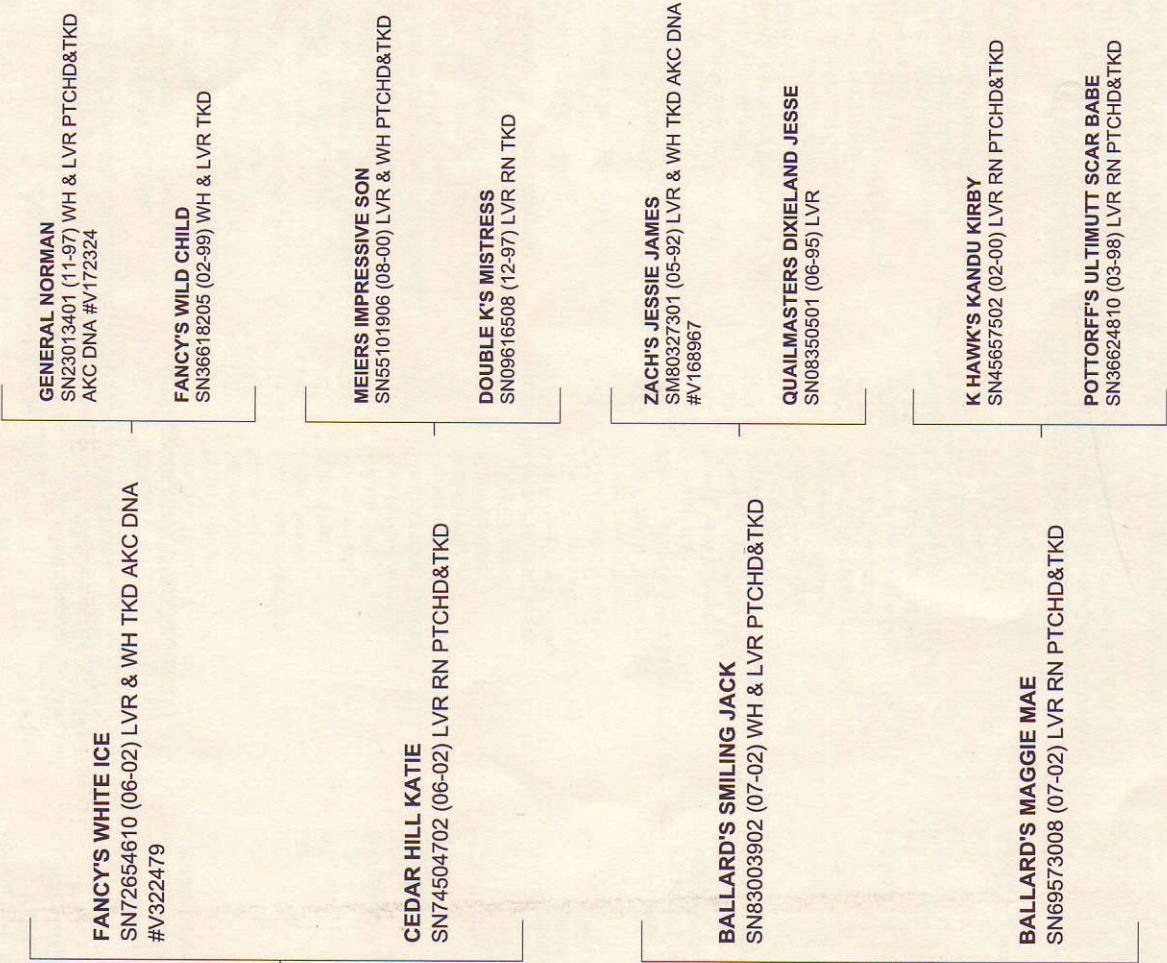 FANCY'S WHITE ICE
SN72654610 (06-02) LVR & WH TKD AKC DNA
#V322479
CEDAR HILL KATIE
SN74504702 (06-02) LVR RN PTCHD&TKD
BALLARD'S SMILING JACK
SN83003902 (07-02) WH & LVR PTCHD&TKD
BALLARD'S MAGGIE MAE
SN69573008 (07-02) LVR RN PTCHD&TKD
GENERAL NORMAN
SN23013401 (11-97) WH & LVR PTCHD&TKD
AKC DNA #V172324
FANCY'S WILD CHILD
SN36618205 (02-99) WH & LVR TKD
MEIERS IMPRESSIVE SON
SN55101906 (08-00) LVR & WH PTCHD&TKD
DOUBLE K'S MISTRESS
SN09616508 (12-97) LVR RN TKD
ZACH'S JESSIE JAMES
SM80327301 (05-92) LVR & WH TKD AKC DNA
#V168967
QUAILMASTERS DIXIELAND JESSE
SN08350501 (06-95) LVR
K HAWK'S KANDU KIRBY
SN45657502 (02-00) LVR RN PTCHD&TKD
POTTORFF'S ULTIMUTT SCAR BABE
SN36624810 (03-98) LVR RN PTCHD&TKD